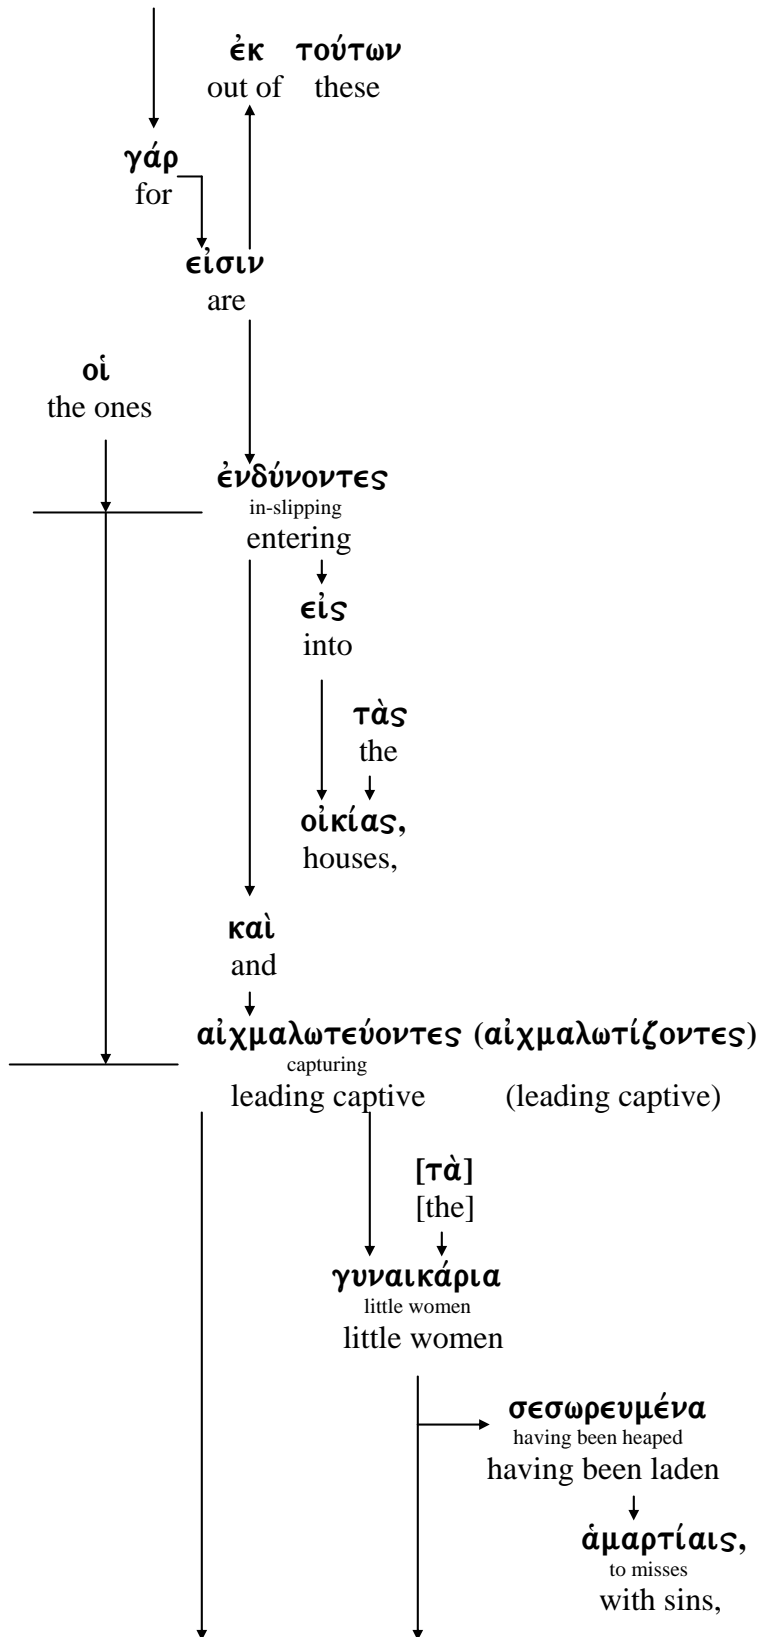 ἐκ τούτων
out of these
γάρ
for
εἰσιν
are
οἱ
the ones
ἐνδύνοντες
in-slipping
entering
εἰς
into
τὰς
the
οἰκίας,
houses,
καὶ
and
αἰχμαλωτεύοντες (αἰχμαλωτίζοντες)
capturing
leading captive (leading captive)
[τὰ]
[the]
γυναικάρια
little women
little women
σεσωρευμένα
having been heaped
having been laden
ἁμαρτίαις,
to misses
with sins,